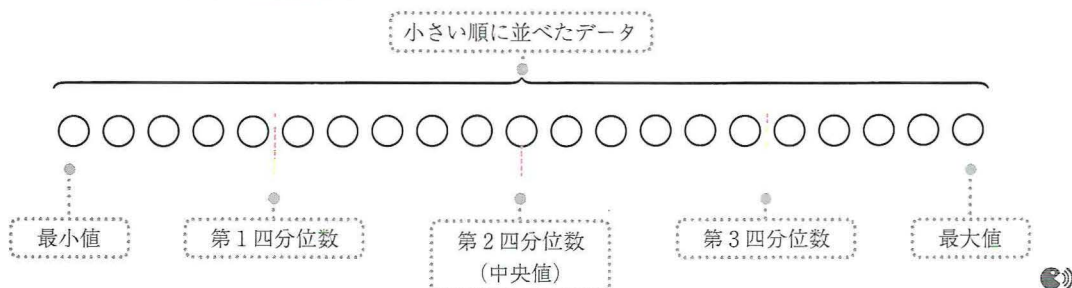 小さい順に並べたデータ
最小値
第1四分位数
第2四分位数
(中央値)
第3四分位数
最大値